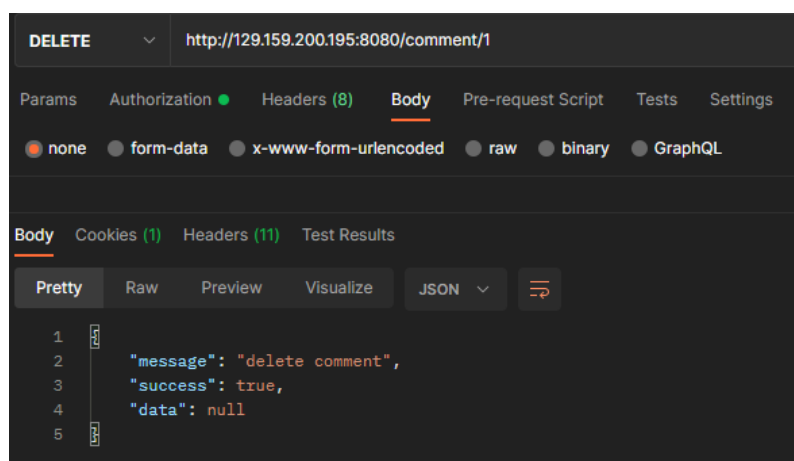 DELETE http://129.159.200.195:8080/comment/1
Params Authorization Headers (8) Body Pre-request Script Tests Settings
none form-data x-www-form-urlencoded raw binary GraphQL
Body Cookies (1) Headers (11) Test Results
Pretty Raw Preview Visualize JSON
1 {
2 "message": "delete comment",
3 "success": true,
4 "data": null
5 }